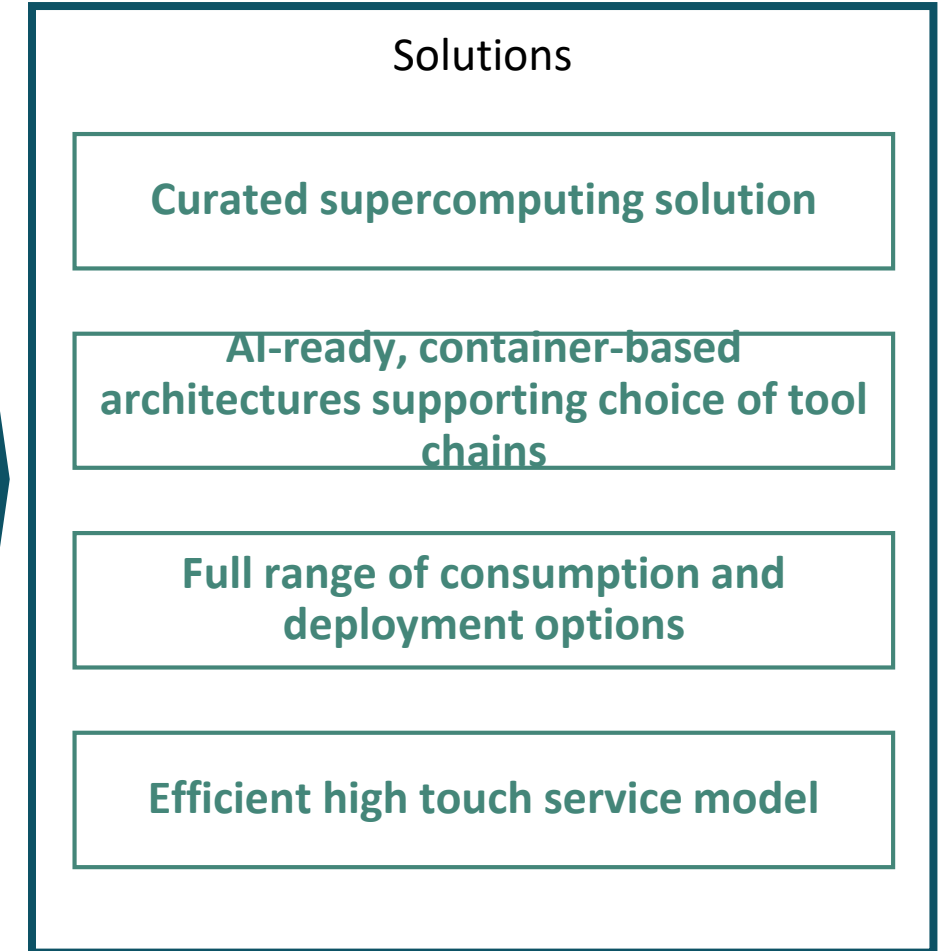 Solutions
Curated supercomputing solution
AI-ready, container-based
architectures supporting choice of tool
chains
Full range of consumption and
deployment options
Efficient high touch service model